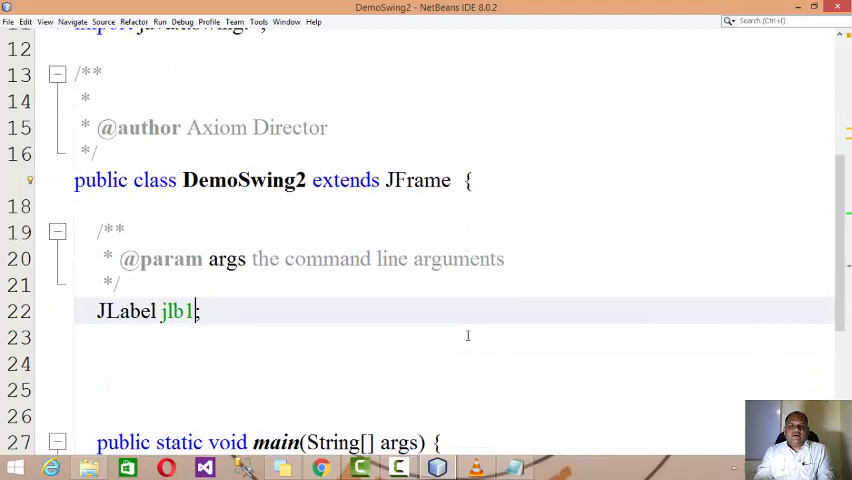 DemoSwing2 - NetBeans IDE 8.0.2
File Edit View Navigate Source Refactor Run Debug Profile Team Tools Window Help
Search (Ctrl+I)
12
13 /**
14 *
15 * @author Axiom Director
16 */
public class DemoSwing2 extends JFrame {
18
19 /**
20 * @param args the command line arguments
21 */
22 JLabel jlb1;
23
24
25
26
27 public static void main(String[] args) {